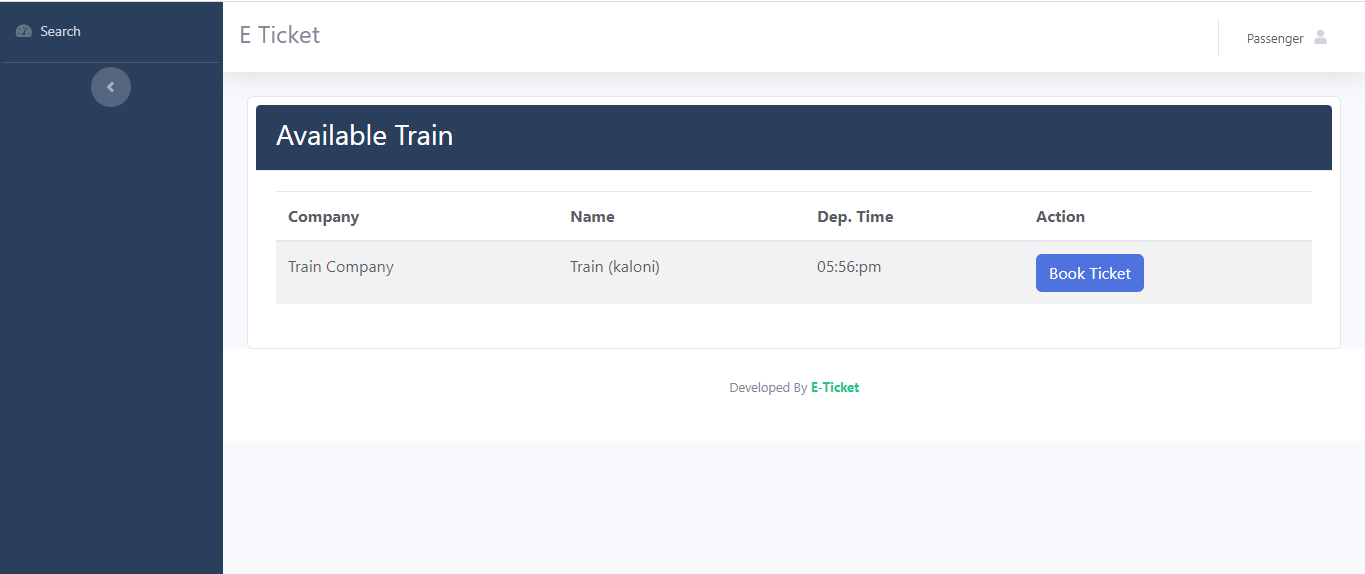 Search
E Ticket
Passenger
Available Train
Company Name Dep. Time Action
Train Company Train (kaloni) 05:56:pm Book Ticket
Developed By E-Ticket